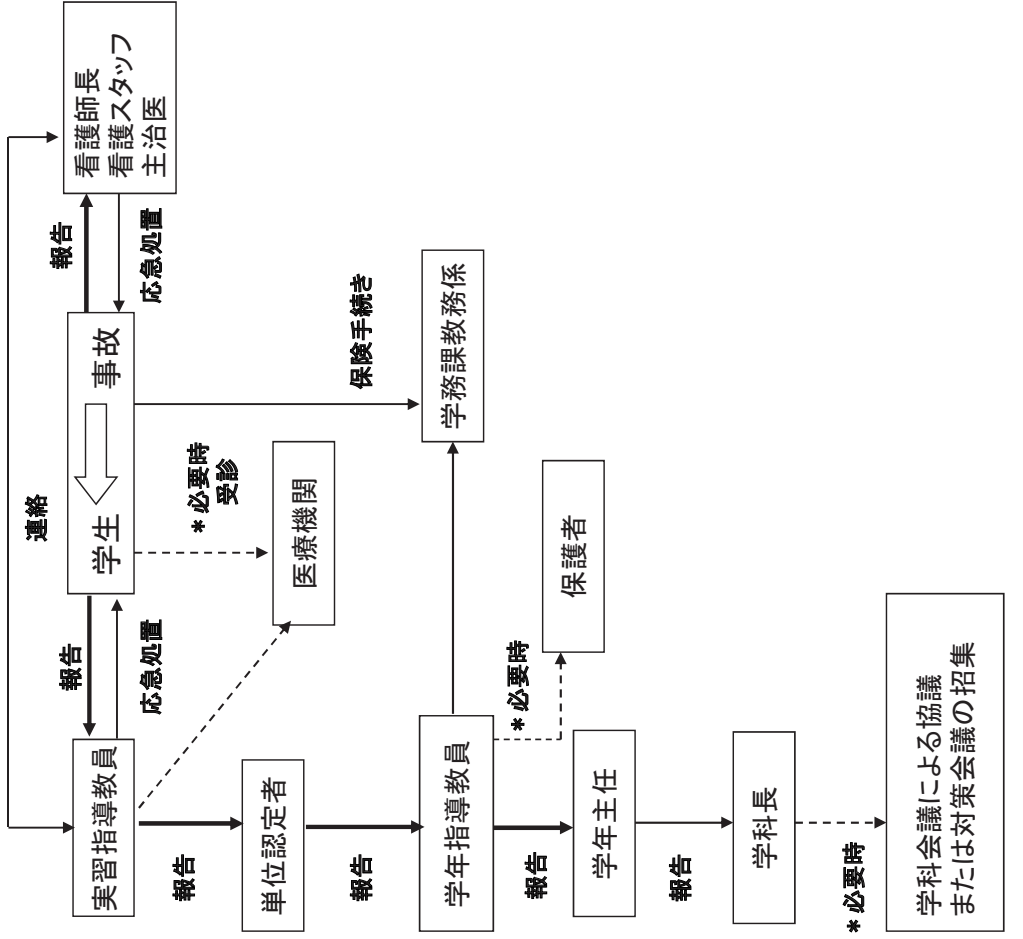 連絡
報告
報告
実習指導教員
学生 事故
看護師長
看護スタッフ
主治医
応急処置
応急処置
報告
＊必要時
受診
単位認定者
医療機関
報告
保険手続き
学年指導教員
学務課教務係
報告
＊必要時
学年主任
保護者
報告
学科長
＊必要時
学科会議による協議
または対策会議の招集